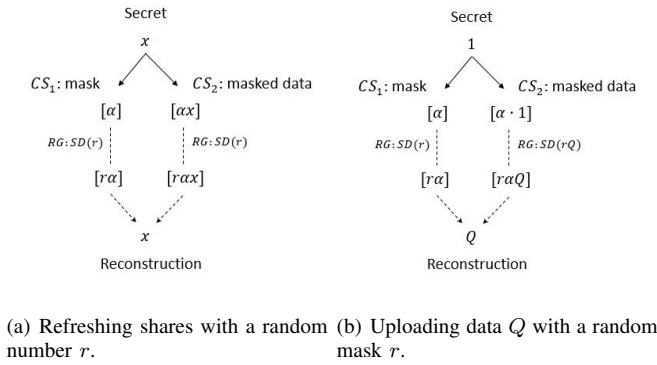 Secret
x
CS₁: mask CS₂: masked data
[α] [αx]
RG: SD(r) RG: SD(r)
[rα] [rαx]
x
Reconstruction
(a) Refreshing shares with a random number r.
Secret
1
CS₁: mask CS₂: masked data
[α] [α · 1]
RG: SD(r) RG: SD(rQ)
[rα] [rαQ]
Q
Reconstruction
(b) Uploading data Q with a random mask r.